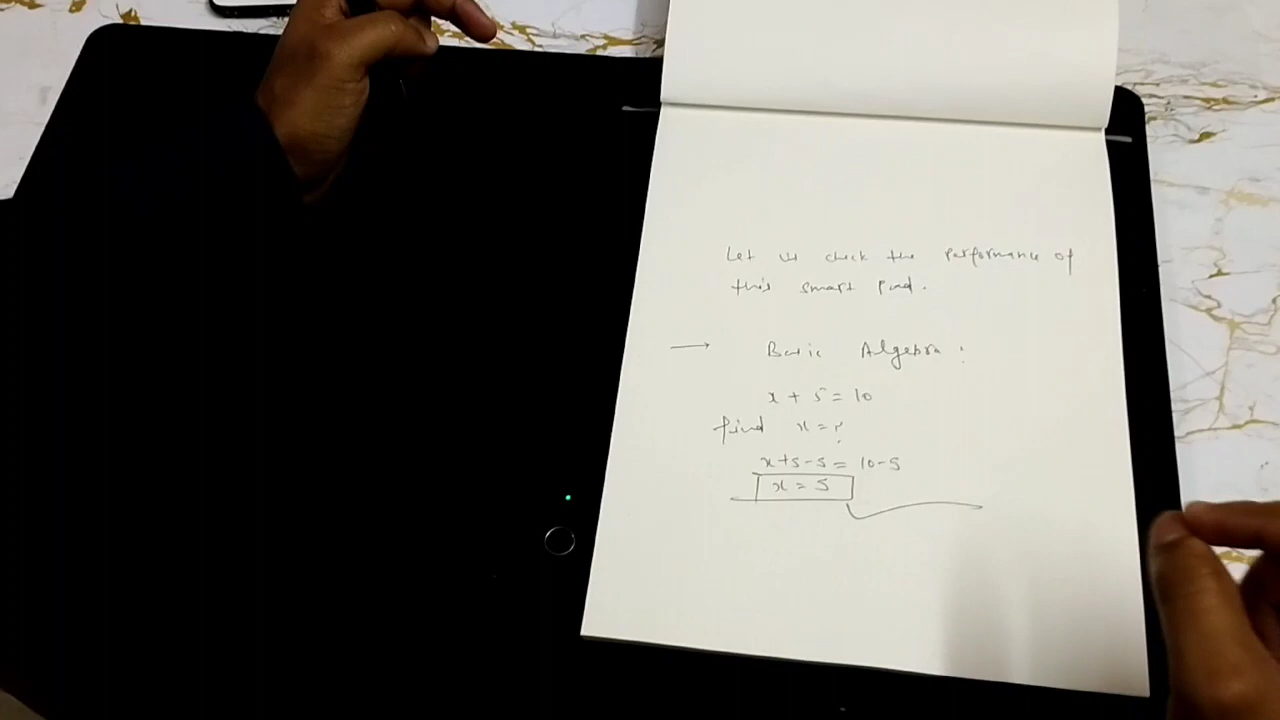 Let us check the performance of
this smart pad.
→ Basic Algebra :
x + 5 = 10
find x = ?
x+5-5 = 10-5
x = 5